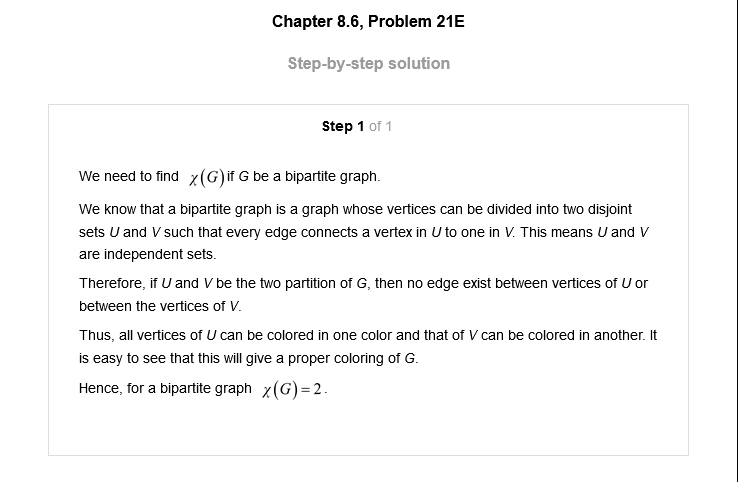 Chapter 8.6, Problem 21E
Step-by-step solution
Step 1 of 1
We need to find χ(G) if G be a bipartite graph.
We know that a bipartite graph is a graph whose vertices can be divided into two disjoint
sets U and V such that every edge connects a vertex in U to one in V. This means U and V
are independent sets.
Therefore, if U and V be the two partition of G, then no edge exist between vertices of U or
between the vertices of V.
Thus, all vertices of U can be colored in one color and that of V can be colored in another. It
is easy to see that this will give a proper coloring of G.
Hence, for a bipartite graph χ(G) = 2.